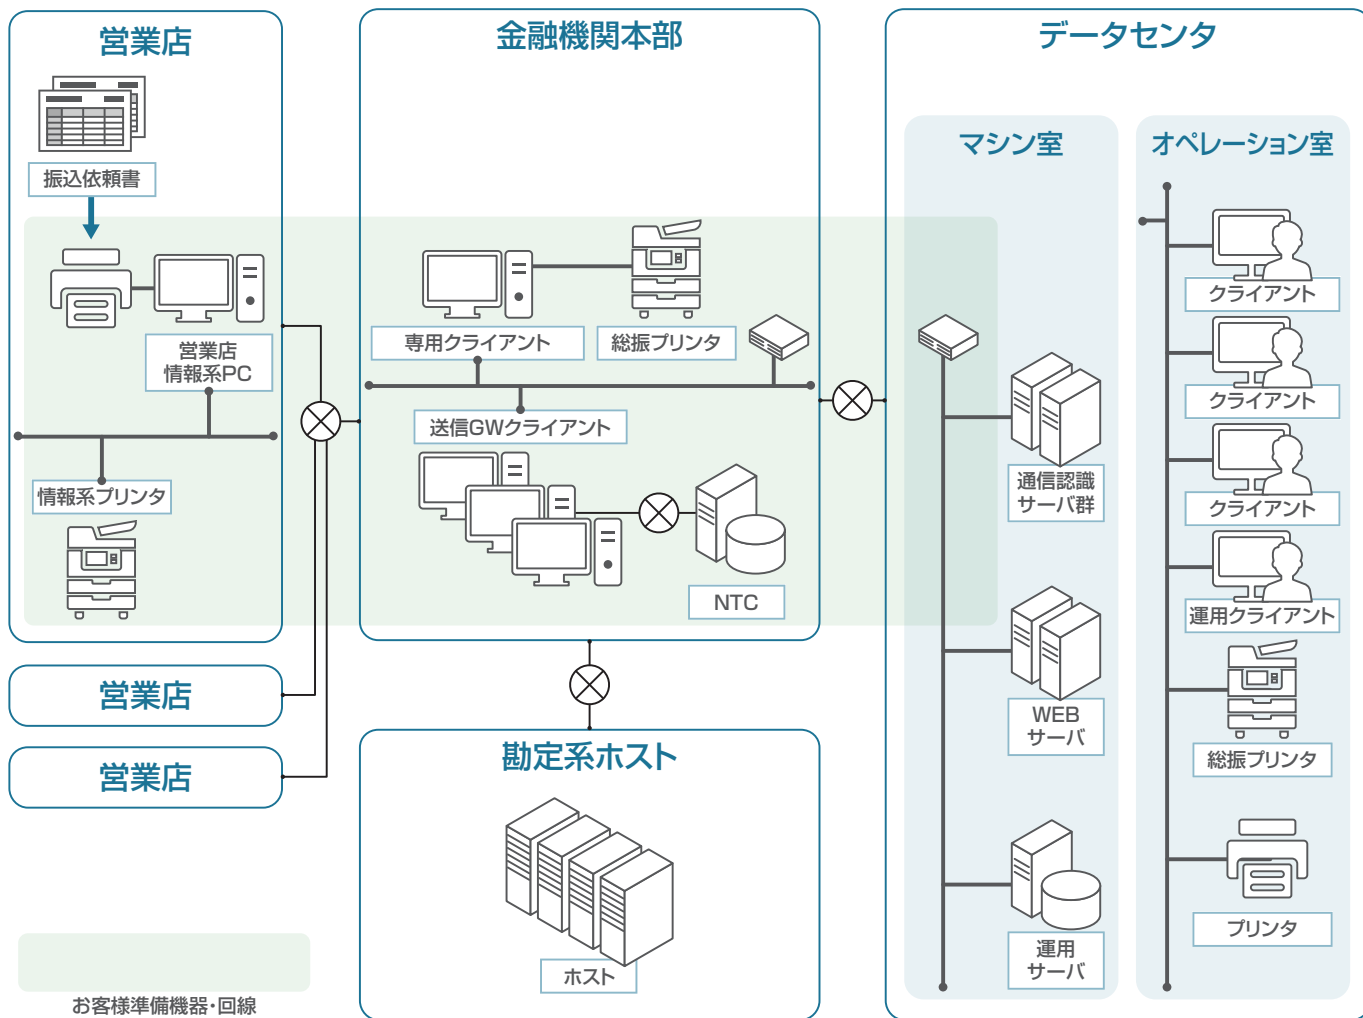 営業店
振込依頼書
営業店
情報系PC
情報系プリンタ
営業店
営業店
お客様準備機器・回線
金融機関本部
専用クライアント
総振プリンタ
送信GWクライアント
NTC
勘定系ホスト
ホスト
データセンタ
マシン室
通信認識
サーバ群
WEB
サーバ
運用
サーバ
オペレーション室
クライアント
クライアント
クライアント
運用クライアント
総振プリンタ
プリンタ